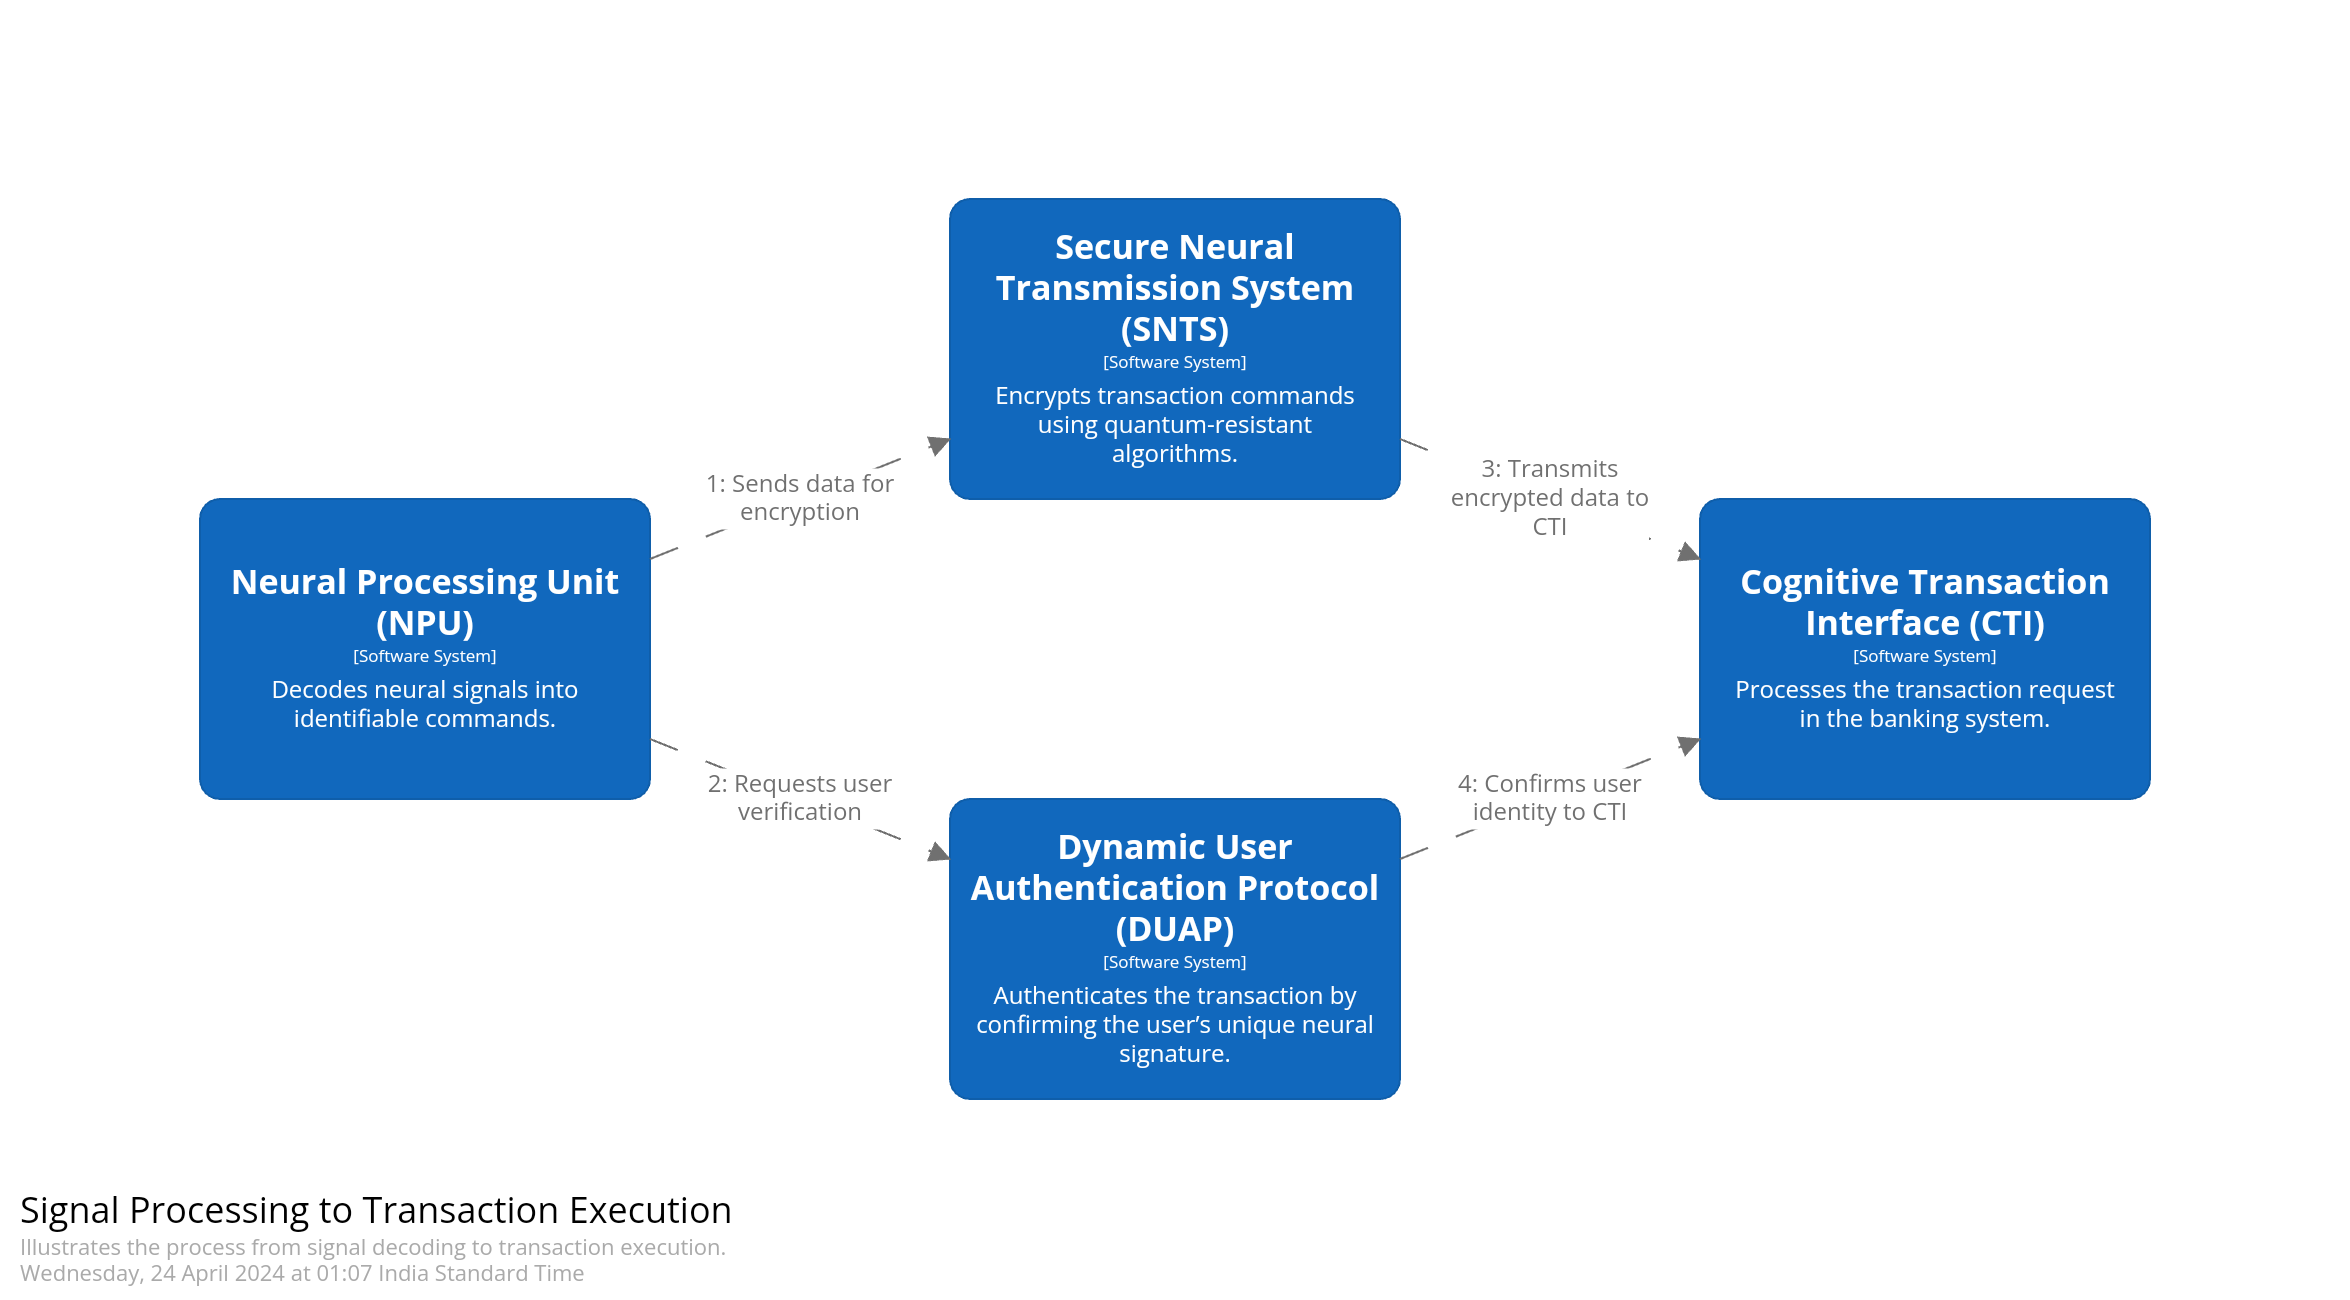 Secure Neural
Transmission System
(SNTS)
[Software System]
Encrypts transaction commands
using quantum-resistant
algorithms.
1: Sends data for
encryption
3: Transmits
encrypted data to
CTI
Neural Processing Unit
(NPU)
[Software System]
Decodes neural signals into
identifiable commands.
Cognitive Transaction
Interface (CTI)
[Software System]
Processes the transaction request
in the banking system.
2: Requests user
verification
4: Confirms user
identity to CTI
Dynamic User
Authentication Protocol
(DUAP)
[Software System]
Authenticates the transaction by
confirming the user’s unique neural
signature.
Signal Processing to Transaction Execution
Illustrates the process from signal decoding to transaction execution.
Wednesday, 24 April 2024 at 01:07 India Standard Time